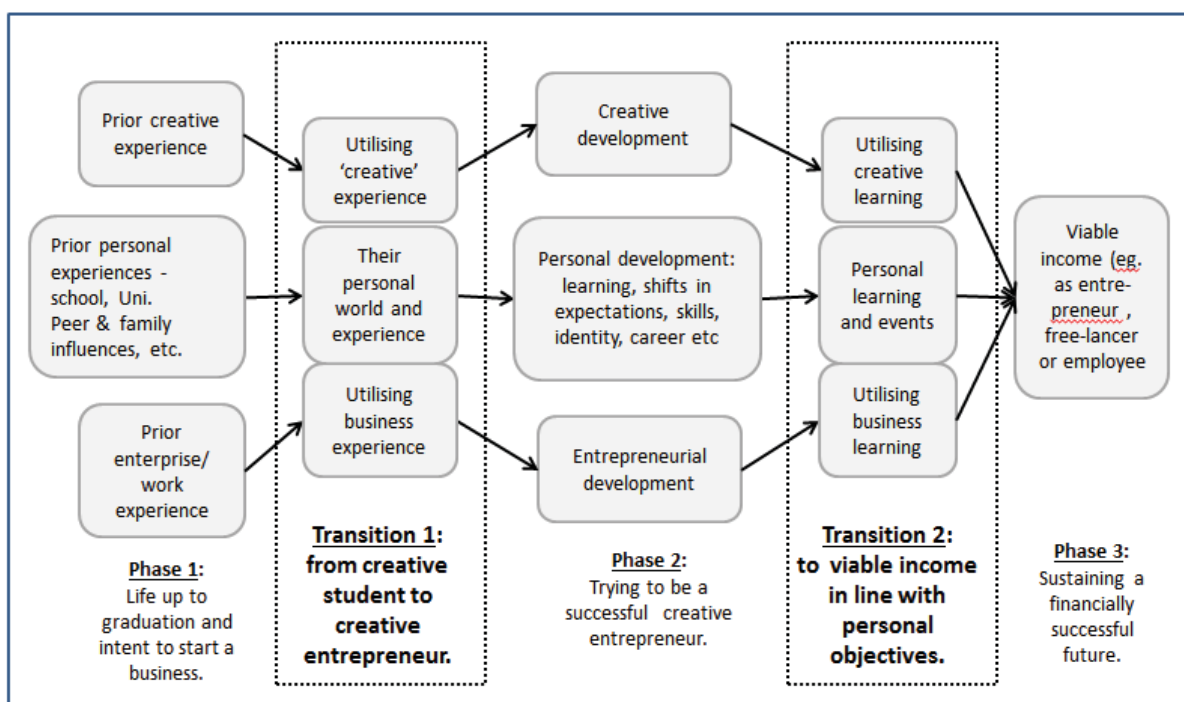 Prior creative
experience
Prior personal
experiences -
school, Uni.
Peer & family
influences, etc.
Prior
enterprise/
work
experience
Phase 1:
Life up to
graduation and
intent to start a
business.
Utilising
‘creative’
experience
Their
personal
world and
experience
Utilising
business
experience
Transition 1:
from creative
student to
creative
entrepreneur.
Creative
development
Personal development:
learning, shifts in
expectations, skills,
identity, career etc
Entrepreneurial
development
Phase 2:
Trying to be a
successful creative
entrepreneur.
Utilising
creative
learning
Personal
learning
and events
Utilising
business
learning
Transition 2:
to viable income
in line with
personal
objectives.
Viable
income (eg.
as entre-
preneur ,
free-lancer
or employee
Phase 3:
Sustaining a
financially
successful
future.